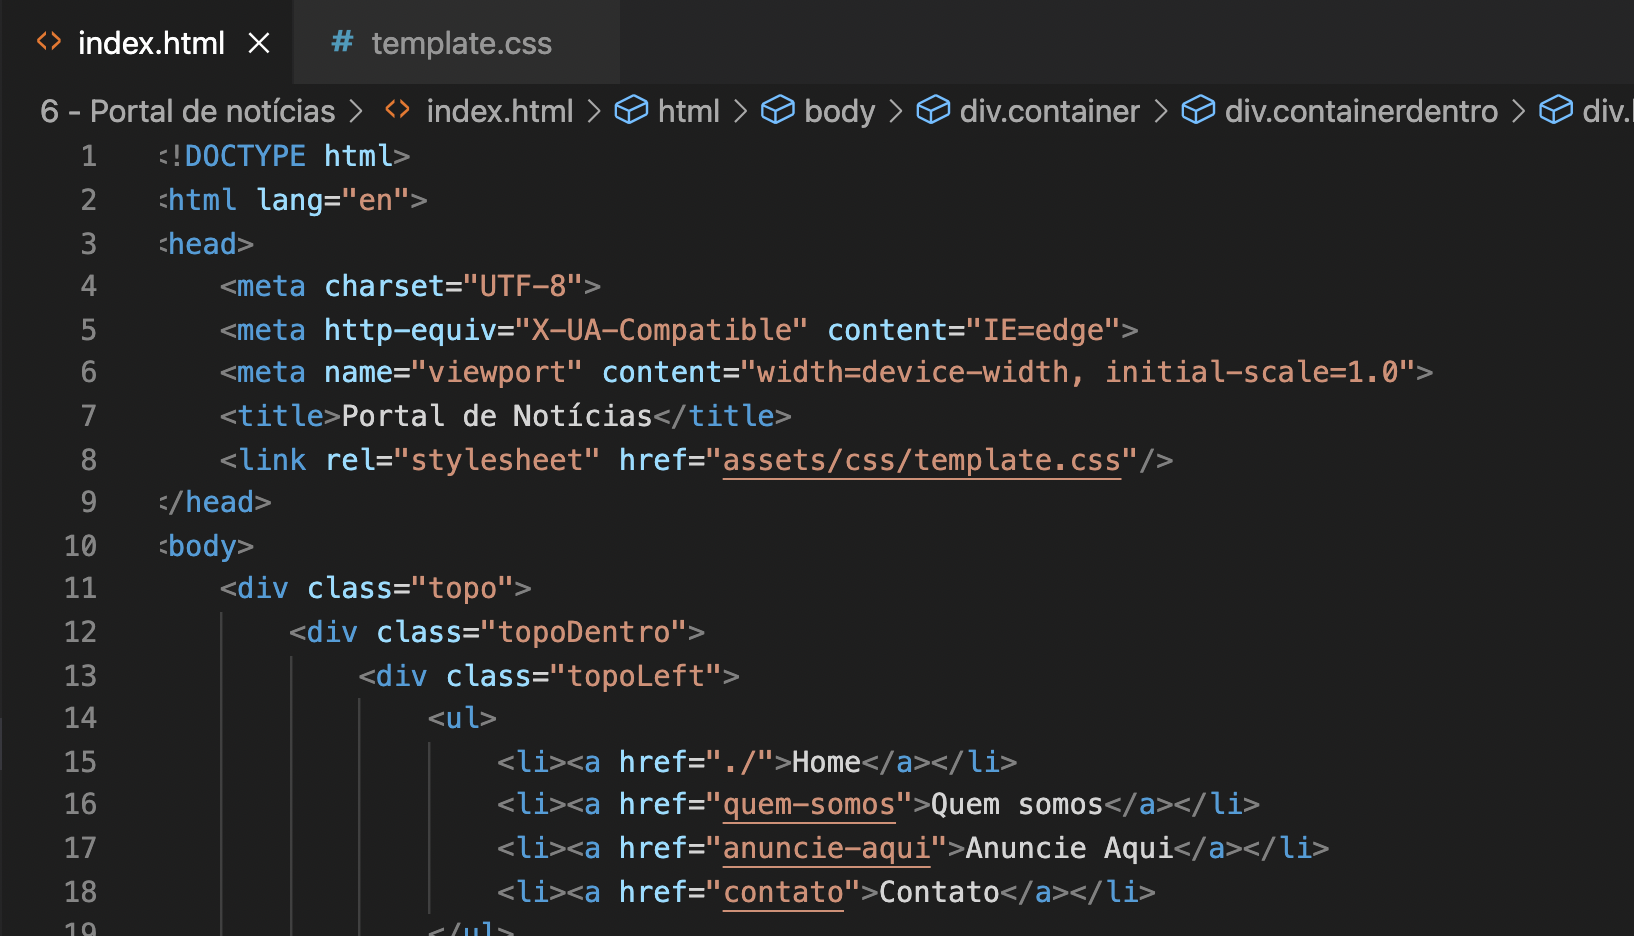 index.html
template.css
6 - Portal de notícias > index.html > html > body > div.container > div.containerdentro > div.
1 <!DOCTYPE html>
2 <html lang="en">
3 <head>
4 <meta charset="UTF-8">
5 <meta http-equiv="X-UA-Compatible" content="IE=edge">
6 <meta name="viewport" content="width=device-width, initial-scale=1.0">
7 <title>Portal de Notícias</title>
8 <link rel="stylesheet" href="assets/css/template.css"/>
9 </head>
10 <body>
11 <div class="topo">
12 <div class="topoDentro">
13 <div class="topoLeft">
14 <ul>
15 <li><a href="./">Home</a></li>
16 <li><a href="quem-somos">Quem somos</a></li>
17 <li><a href="anuncie-aqui">Anuncie Aqui</a></li>
18 <li><a href="contato">Contato</a></li>
19 </ul>